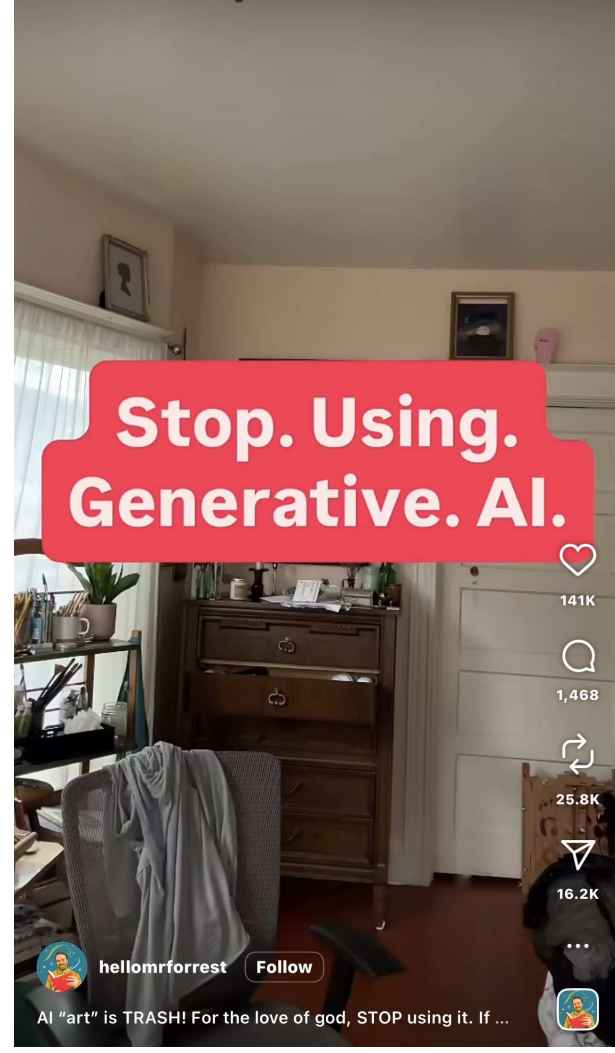 Stop. Using.
Generative. AI.
141K
1,468
25.8K
16.2K
hellomrforrest
Follow
AI “art” is TRASH! For the love of god, STOP using it. If ...